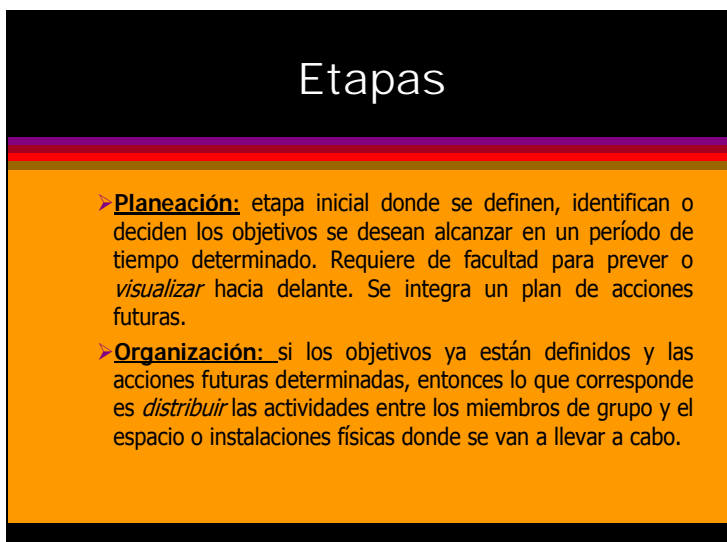 Etapas
➢Planeación: etapa inicial donde se definen, identifican o
deciden los objetivos se desean alcanzar en un período de
tiempo determinado. Requiere de facultad para prever o
visualizar hacia delante. Se integra un plan de acciones
futuras.
➢Organización: si los objetivos ya están definidos y las
acciones futuras determinadas, entonces lo que corresponde
es distribuir las actividades entre los miembros de grupo y el
espacio o instalaciones físicas donde se van a llevar a cabo.